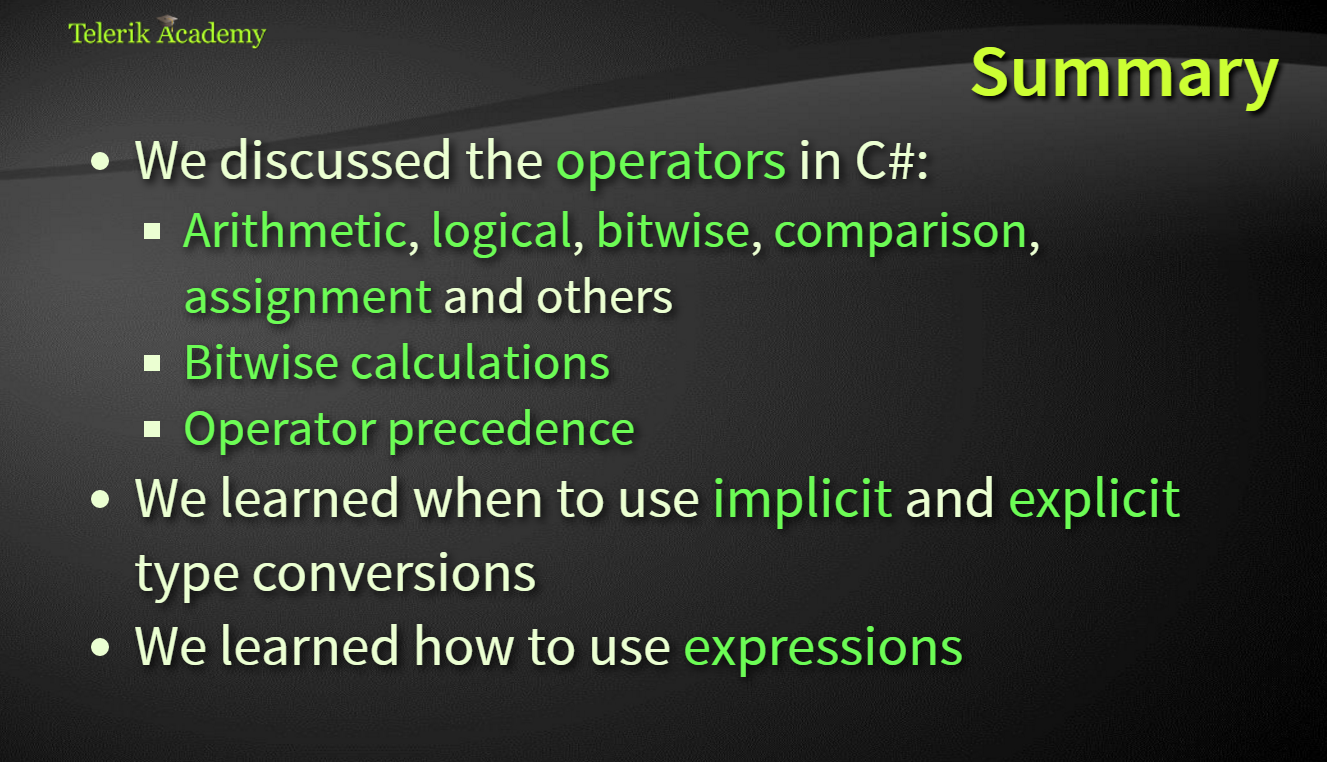 Telerik Academy
Summary
• We discussed the operators in C#:
▪ Arithmetic, logical, bitwise, comparison,
assignment and others
▪ Bitwise calculations
▪ Operator precedence
• We learned when to use implicit and explicit
type conversions
• We learned how to use expressions